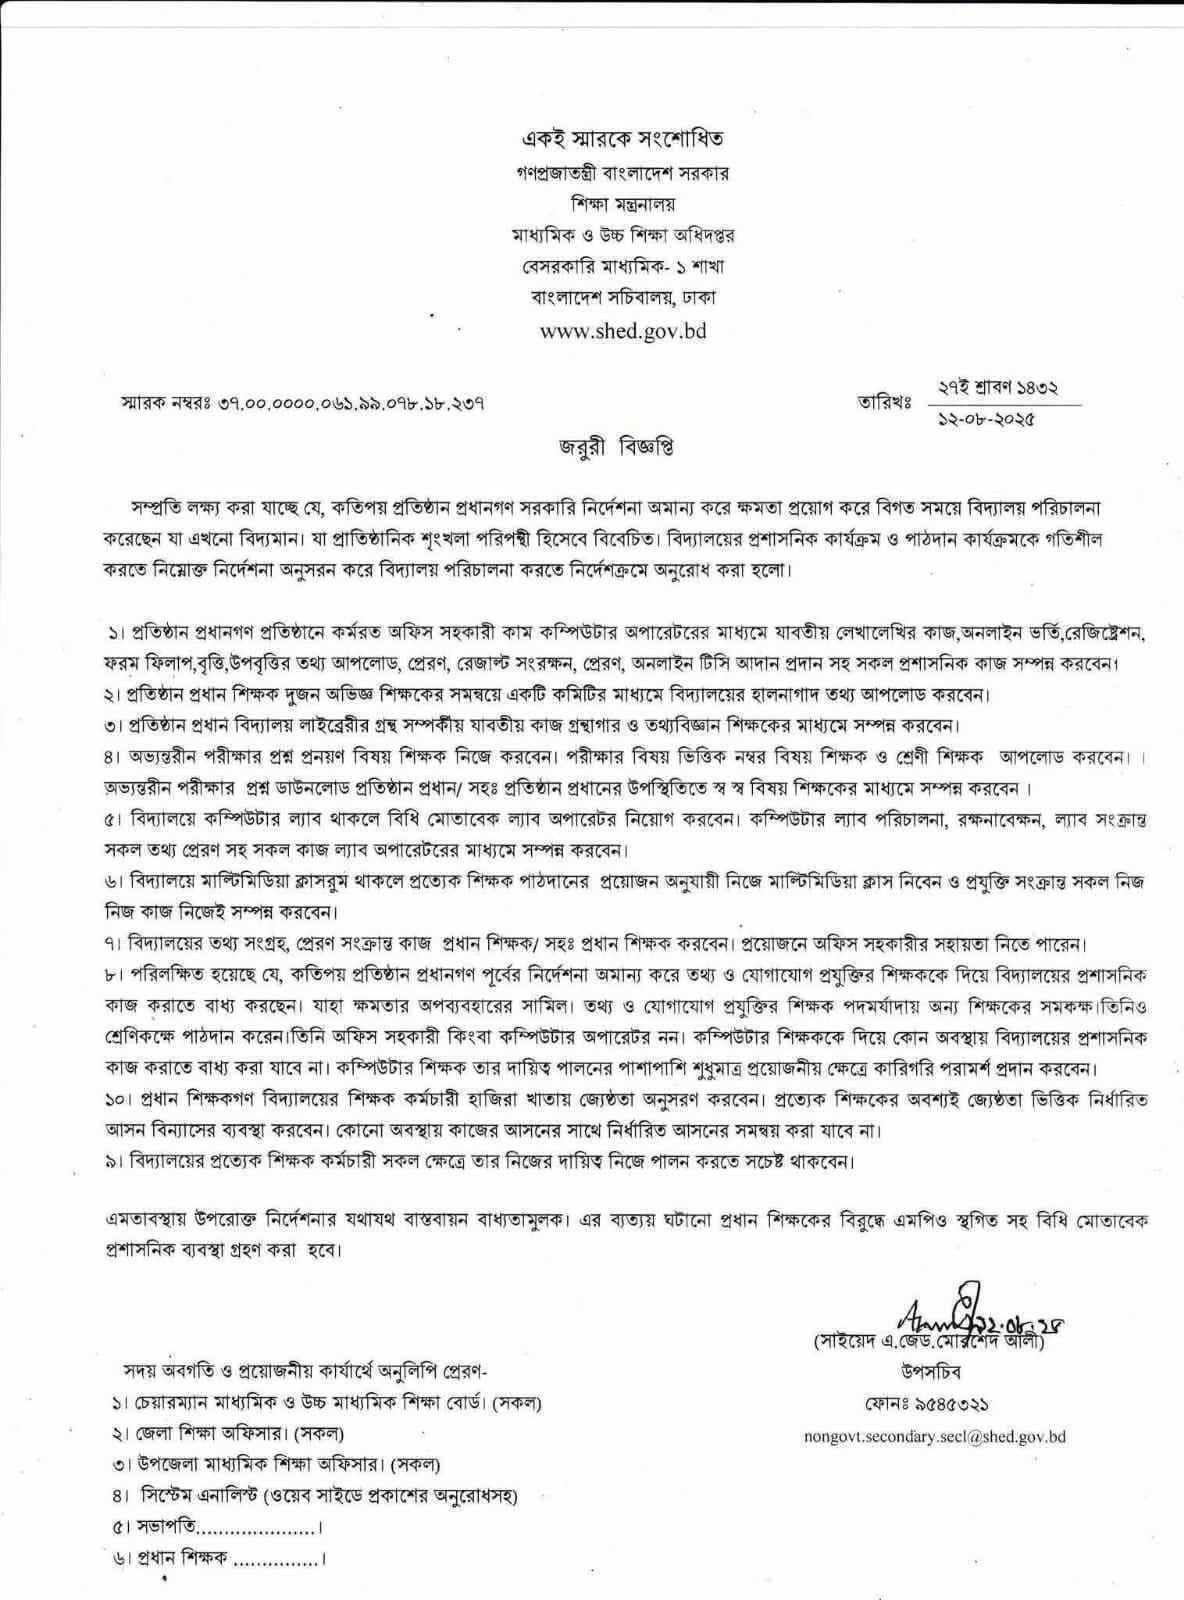 একই স্মারকে সংশোধিত
গণপ্রজাতন্ত্রী বাংলাদেশ সরকার
শিক্ষা মন্ত্রনালয়
মাধ্যমিক ও উচ্চ শিক্ষা অধিদপ্তর
বেসরকারি মাধ্যমিক- ১ শাখা
বাংলাদেশ সচিবালয়, ঢাকা
www.shed.gov.bd
স্মারক নম্বরঃ ৩৭.০০.০০০০.০৬১.৯৯.০৭৮.১৮.২৩৭
তারিখঃ ২৭ই শ্রাবণ ১৪৩২
১২-০৮-২০২৫
জরুরী বিজ্ঞপ্তি
সম্প্রতি লক্ষ্য করা যাচ্ছে যে, কতিপয় প্রতিষ্ঠান প্রধানগণ সরকারি নির্দেশনা অমান্য করে ক্ষমতা প্রয়োগ করে বিগত সময়ে বিদ্যালয় পরিচালনা
করেছেন যা এখনো বিদ্যমান। যা প্রাতিষ্ঠানিক শৃংখলা পরিপন্থী হিসেবে বিবেচিত। বিদ্যালয়ের প্রশাসনিক কার্যক্রম ও পাঠদান কার্যক্রমকে গতিশীল
করতে নিম্নোক্ত নির্দেশনা অনুসরন করে বিদ্যালয় পরিচালনা করতে নির্দেশক্রমে অনুরোধ করা হলো।
১। প্রতিষ্ঠান প্রধানগণ প্রতিষ্ঠানে কর্মরত অফিস সহকারী কাম কম্পিউটার অপারেটরের মাধ্যমে যাবতীয় লেখালেখির কাজ,অনলাইন ভর্তি,রেজিষ্ট্রেশন,
ফরম ফিলাপ,বৃত্তি,উপবৃত্তির তথ্য আপলোড, প্রেরণ, রেজাল্ট সংরক্ষন, প্রেরণ, অনলাইন টিসি আদান প্রদান সহ সকল প্রশাসনিক কাজ সম্পন্ন করবেন।
২। প্রতিষ্ঠান প্রধান শিক্ষক দুজন অভিজ্ঞ শিক্ষকের সমন্বয়ে একটি কমিটির মাধ্যমে বিদ্যালয়ের হালনাগাদ তথ্য আপলোড করবেন।
৩। প্রতিষ্ঠান প্রধান বিদ্যালয় লাইব্রেরীর গ্রন্থ সম্পর্কীয় যাবতীয় কাজ গ্রন্থাগার ও তথ্যবিজ্ঞান শিক্ষকের মাধ্যমে সম্পন্ন করবেন।
৪। অভ্যন্তরীন পরীক্ষার প্রশ্ন প্রনয়ণ বিষয় শিক্ষক নিজে করবেন। পরীক্ষার বিষয় ভিত্তিক নম্বর বিষয় শিক্ষক ও শ্রেণী শিক্ষক আপলোড করবেন। ।
অভ্যন্তরীন পরীক্ষার প্রশ্ন ডাউনলোড প্রতিষ্ঠান প্রধান/ সহঃ প্রতিষ্ঠান প্রধানের উপস্থিতিতে স্ব স্ব বিষয় শিক্ষকের মাধ্যমে সম্পন্ন করবেন ।
৫। বিদ্যালয়ে কম্পিউটার ল্যাব থাকলে বিধি মোতাবেক ল্যাব অপারেটর নিয়োগ করবেন। কম্পিউটার ল্যাব পরিচালনা, রক্ষনাবেক্ষন, ল্যাব সংক্রান্ত
সকল তথ্য প্রেরণ সহ সকল কাজ ল্যাব অপারেটরের মাধ্যমে সম্পন্ন করবেন।
৬। বিদ্যালয়ে মাল্টিমিডিয়া ক্লাসরুম থাকলে প্রত্যেক শিক্ষক পাঠদানের প্রয়োজন অনুযায়ী নিজে মাল্টিমিডিয়া ক্লাস নিবেন ও প্রযুক্তি সংক্রান্ত সকল নিজ
নিজ কাজ নিজেই সম্পন্ন করবেন।
৭। বিদ্যালয়ের তথ্য সংগ্রহ, প্রেরণ সংক্রান্ত কাজ প্রধান শিক্ষক/ সহঃ প্রধান শিক্ষক করবেন। প্রয়োজনে অফিস সহকারীর সহায়তা নিতে পারেন।
৮। পরিলক্ষিত হয়েছে যে, কতিপয় প্রতিষ্ঠান প্রধানগণ পূর্বের নির্দেশনা অমান্য করে তথ্য ও যোগাযোগ প্রযুক্তির শিক্ষককে দিয়ে বিদ্যালয়ের প্রশাসনিক
কাজ করাতে বাধ্য করছেন। যাহা ক্ষমতার অপব্যবহারের সামিল। তথ্য ও যোগাযোগ প্রযুক্তির শিক্ষক পদমর্যাদায় অন্য শিক্ষকের সমকক্ষ।তিনিও
শ্রেণিকক্ষে পাঠদান করেন।তিনি অফিস সহকারী কিংবা কম্পিউটার অপারেটর নন। কম্পিউটার শিক্ষককে দিয়ে কোন অবস্থায় বিদ্যালয়ের প্রশাসনিক
কাজ করাতে বাধ্য করা যাবে না। কম্পিউটার শিক্ষক তার দায়িত্ব পালনের পাশাপাশি শুধুমাত্র প্রয়োজনীয় ক্ষেত্রে কারিগরি পরামর্শ প্রদান করবেন।
১০। প্রধান শিক্ষকগণ বিদ্যালয়ের শিক্ষক কর্মচারী হাজিরা খাতায় জ্যেষ্ঠতা অনুসরণ করবেন। প্রত্যেক শিক্ষকের অবশ্যই জ্যেষ্ঠতা ভিত্তিক নির্ধারিত
আসন বিন্যাসের ব্যবস্থা করবেন। কোনো অবস্থায় কাজের আসনের সাথে নির্ধারিত আসনের সমন্বয় করা যাবে না।
৯। বিদ্যালয়ের প্রত্যেক শিক্ষক কর্মচারী সকল ক্ষেত্রে তার নিজের দায়িত্ব নিজে পালন করতে সচেষ্ট থাকবেন।
এমতাবস্থায় উপরোক্ত নির্দেশনার যথাযথ বাস্তবায়ন বাধ্যতামুলক। এর ব্যত্যয় ঘটানো প্রধান শিক্ষকের বিরুদ্ধে এমপিও স্থগিত সহ বিধি মোতাবেক
প্রশাসনিক ব্যবস্থা গ্রহণ করা হবে।
(সাইয়েদ এ.জেড.মোরশেদ আলী)
উপসচিব
ফোনঃ ৯৫৪৫৩২১
nongovt.secondary.sec1@shed.gov.bd
সদয় অবগতি ও প্রয়োজনীয় কার্যার্থে অনুলিপি প্রেরণ-
১। চেয়ারম্যান মাধ্যমিক ও উচ্চ মাধ্যমিক শিক্ষা বোর্ড। (সকল)
২। জেলা শিক্ষা অফিসার। (সকল)
৩। উপজেলা মাধ্যমিক শিক্ষা অফিসার। (সকল)
৪। সিস্টেম এনালিস্ট (ওয়েব সাইডে প্রকাশের অনুরোধসহ)
৫। সভাপতি.....................।
৬। প্রধান শিক্ষক ...............।